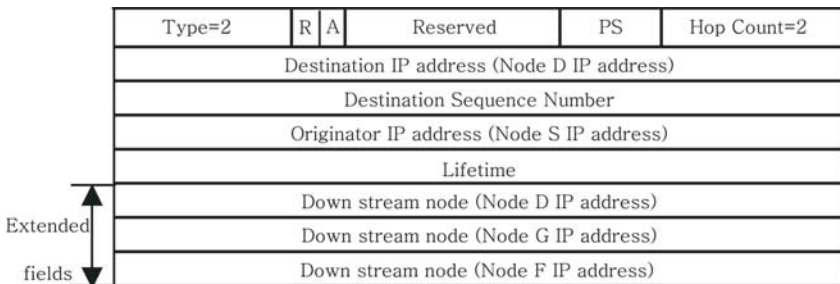 Type=2 R A Reserved PS Hop Count=2
Destination IP address (Node D IP address)
Destination Sequence Number
Originator IP address (Node S IP address)
Lifetime
Down stream node (Node D IP address)
Extended
Down stream node (Node G IP address)
fields
Down stream node (Node F IP address)